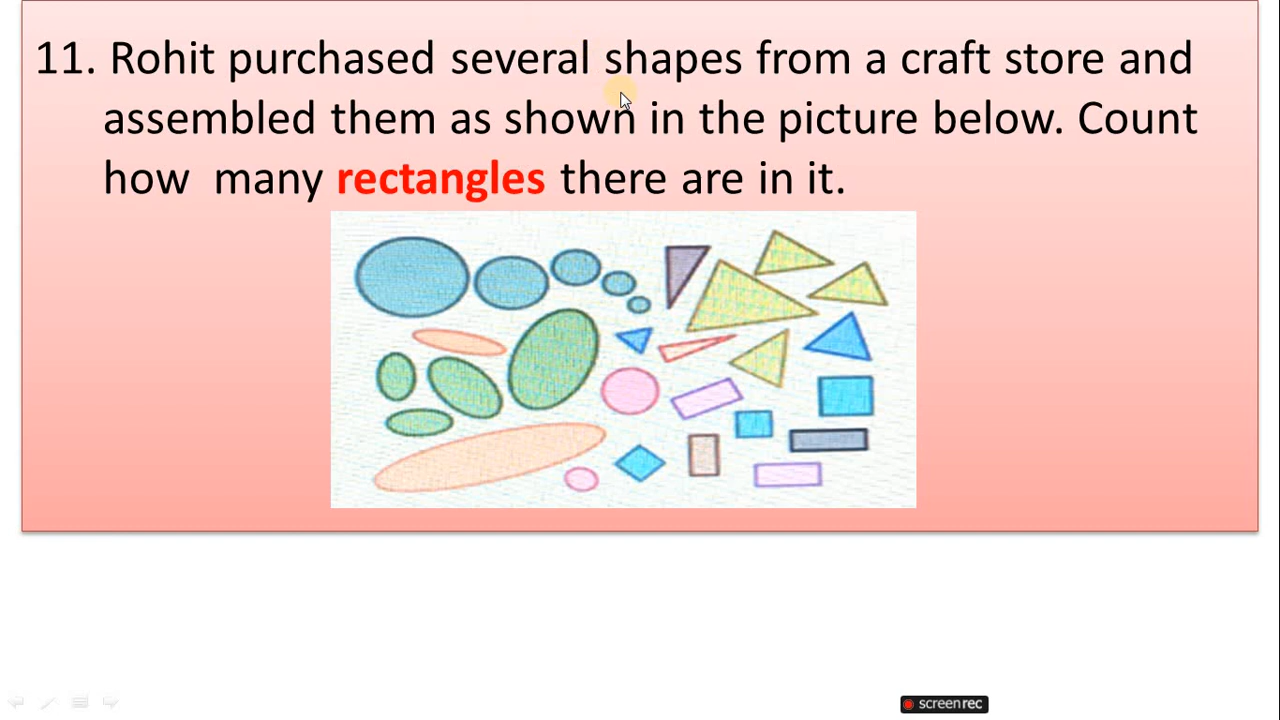 11. Rohit purchased several shapes from a craft store and
assembled them as shown in the picture below. Count
how many rectangles there are in it.
screenrec